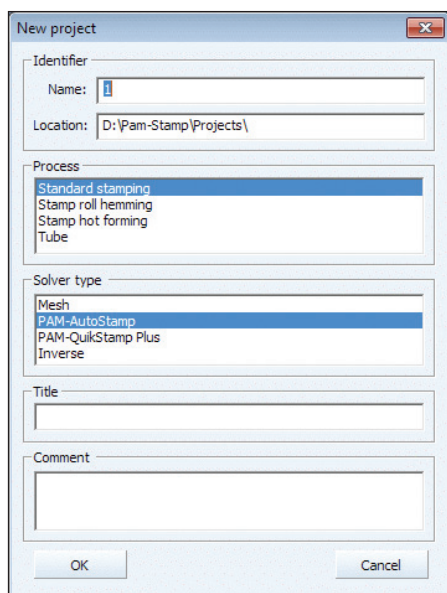 New project
Identifier
Name: 1
Location: D:\Pam-Stamp\Projects\
Process
Standard stamping
Stamp roll hemming
Stamp hot forming
Tube
Solver type
Mesh
PAM-AutoStamp
PAM-QuikStamp Plus
Inverse
Title
Comment
OK Cancel